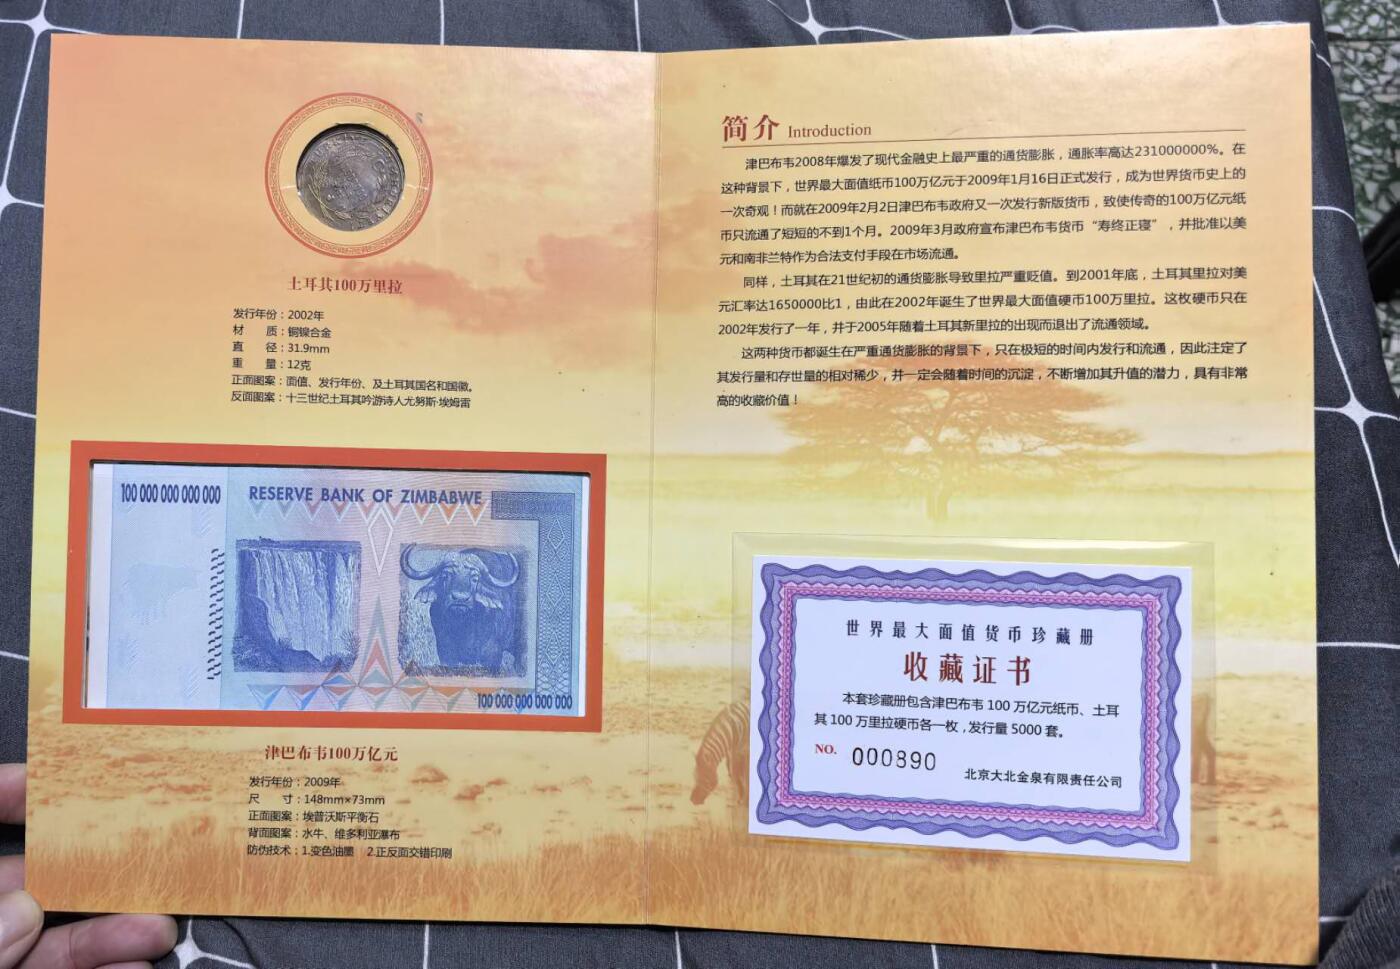 土耳其100万里拉
发行年份：2002年
材　　质：铜镍合金
直　　径：31.9mm
重　　量：12克
正面图案：面值、发行年份、及土耳其国名和国徽。
反面图案：十三世纪土耳其吟游诗人尤努斯·埃姆雷
100 000 000 000 000
RESERVE BANK OF ZIMBABWE
100 000 000 000 000
津巴布韦100万亿元
发行年份：2009年
尺　　寸：148mm×73mm
正面图案：埃普沃斯平衡石
背面图案：水牛、维多利亚瀑布
防伪技术：1.变色油墨　2.正反面交错印刷
简介 Introduction
津巴布韦2008年爆发了现代金融史上最严重的通货膨胀，通胀率高达231000000%。在
这种背景下，世界最大面值纸币100万亿元于2009年1月16日正式发行，成为世界货币史上的
一次奇观！而就在2009年2月2日津巴布韦政府又一次发行新版货币，致使传奇的100万亿元纸
币只流通了短短的不到1个月。2009年3月政府宣布津巴布韦货币“寿终正寝”，并批准以美
元和南非兰特作为合法支付手段在市场流通。
同样，土耳其在21世纪初的通货膨胀导致里拉严重贬值。到2001年底，土耳其里拉对美
元汇率达1650000比1，由此在2002年诞生了世界最大面值硬币100万里拉。这枚硬币只在
2002年发行了一年，并于2005年随着土耳其新里拉的出现而退出了流通领域。
这两种货币都诞生在严重通货膨胀的背景下，只在极短的时间内发行和流通，因此注定了
其发行量和存世量的相对稀少，并一定会随着时间的沉淀，不断增加其升值的潜力，具有非常
高的收藏价值！
世界最大面值货币珍藏册
收藏证书
本套珍藏册包含津巴布韦 100 万亿元纸币、土耳
其 100 万里拉硬币各一枚，发行量 5000 套。
NO. 000890
北京大北金泉有限责任公司